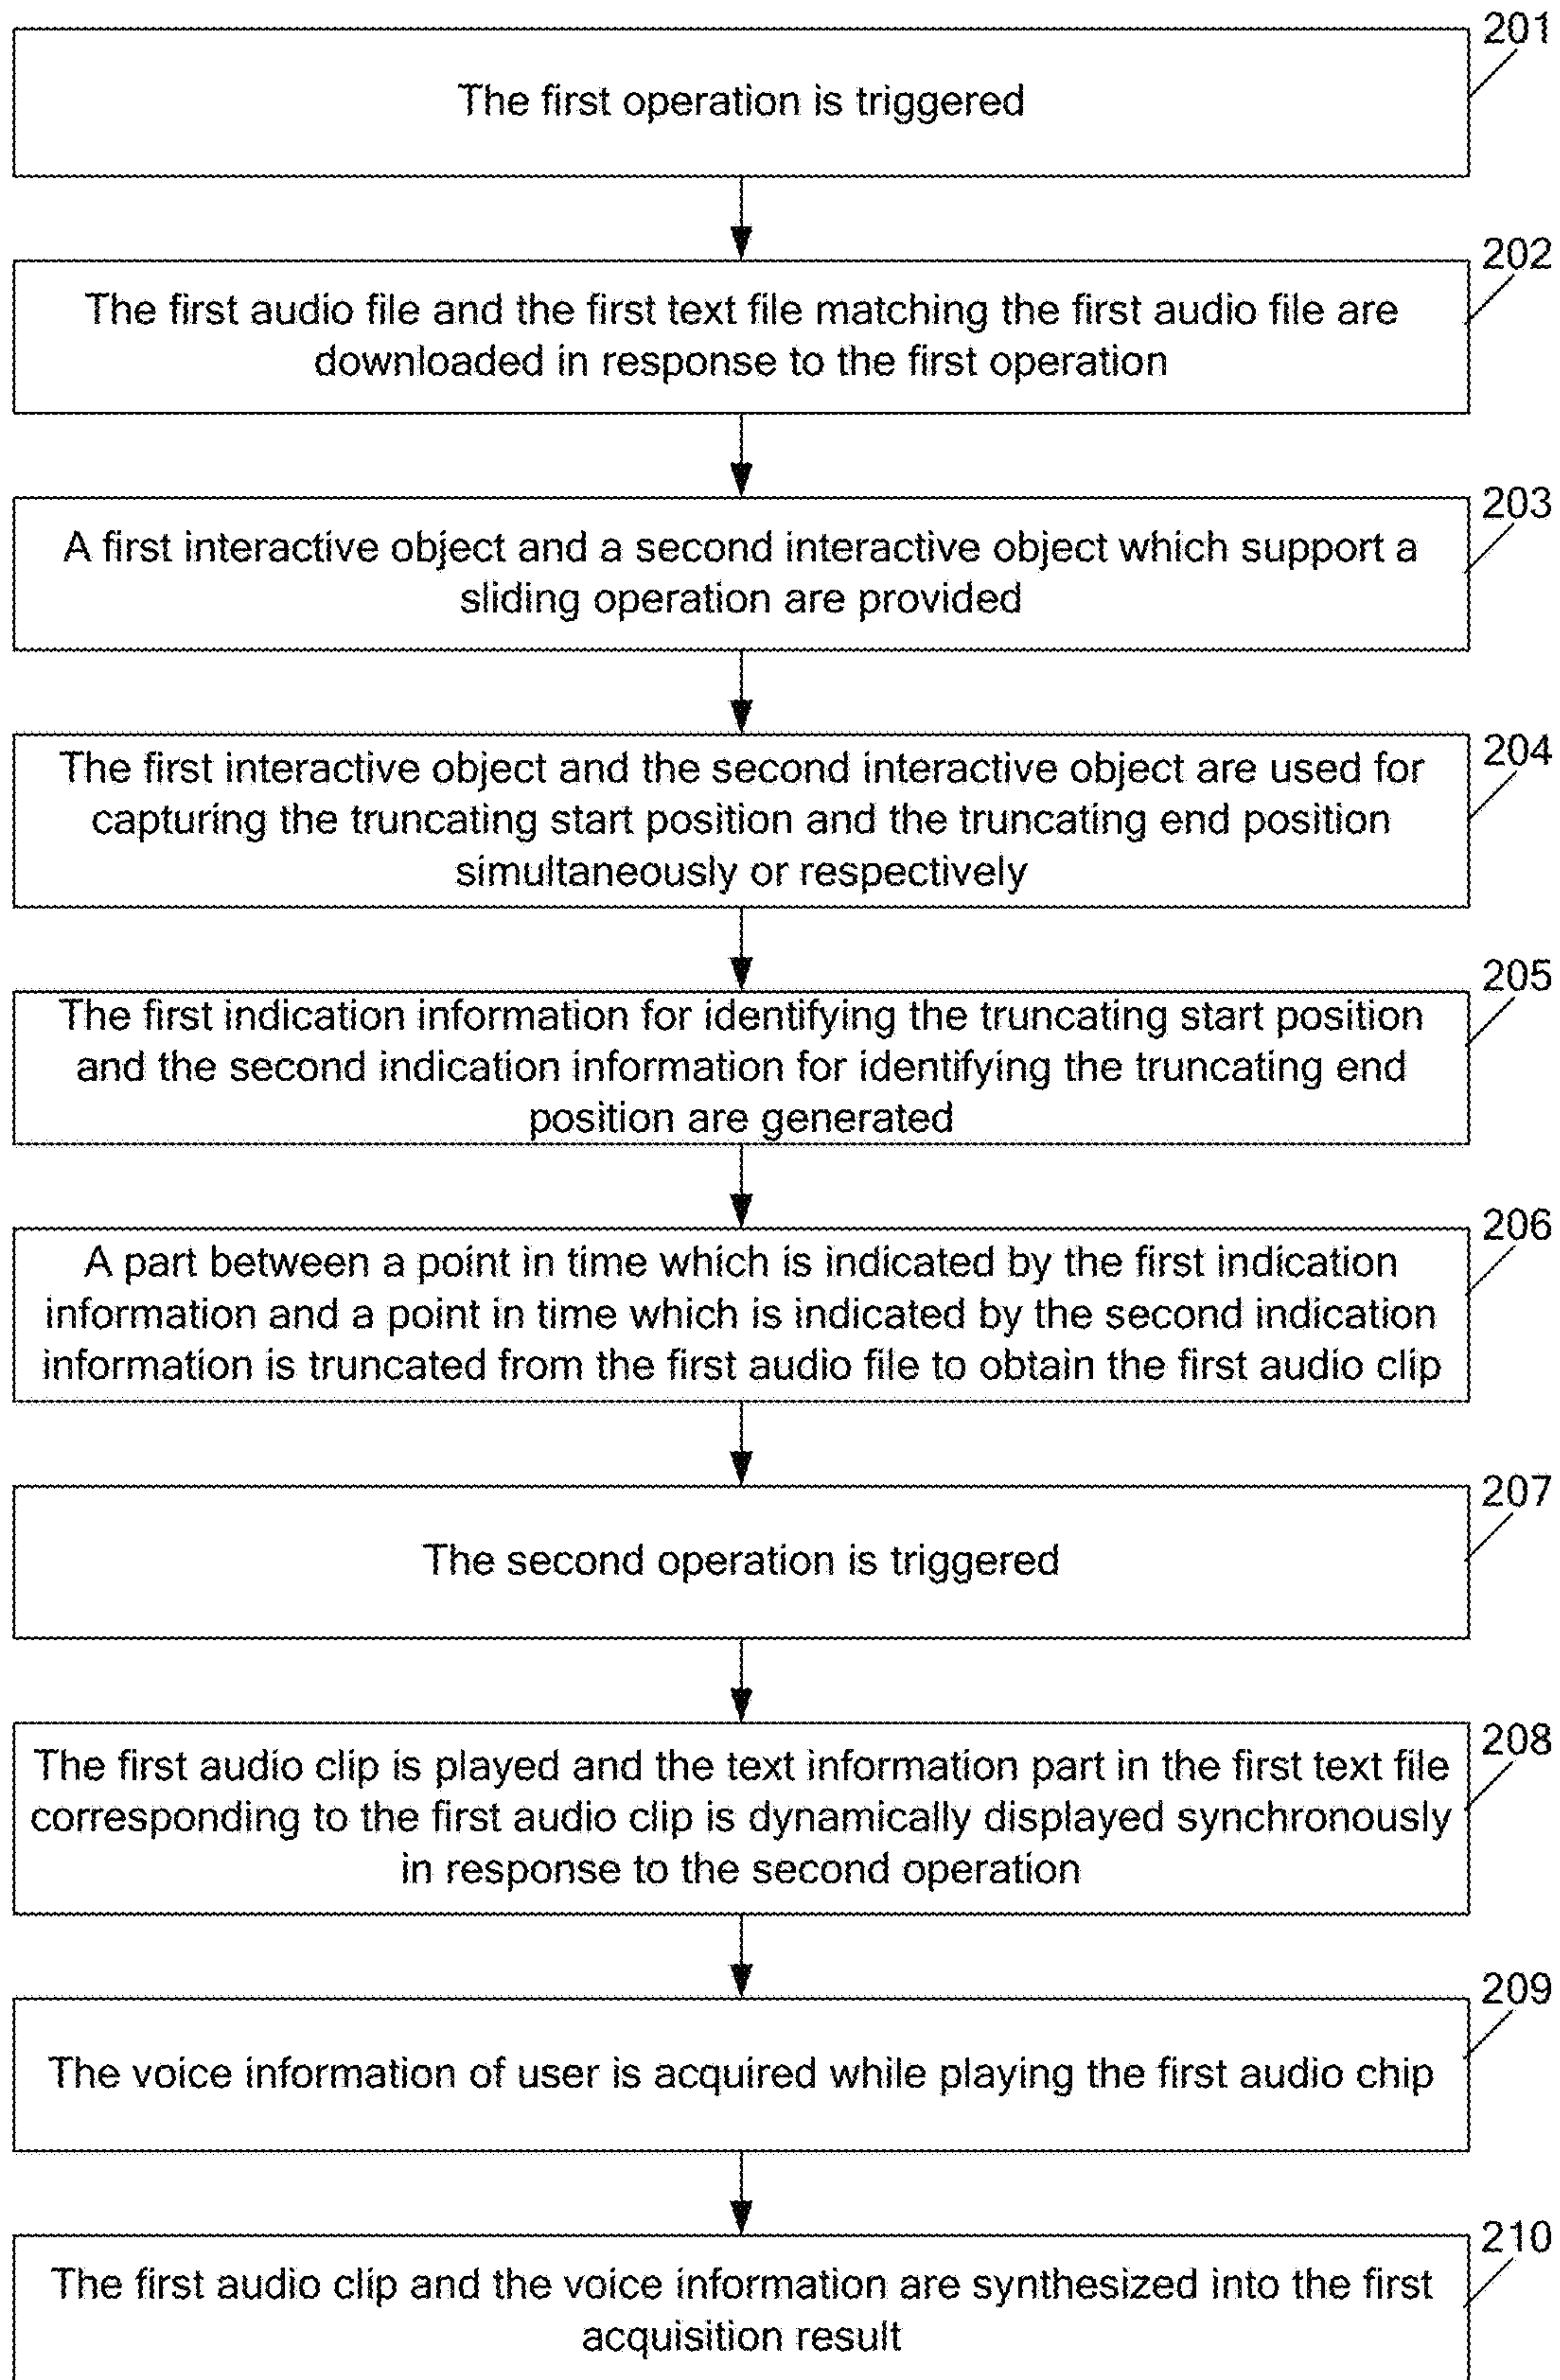 201
The first operation is triggered
202
The first audio file and the first text file matching the first audio file are
downloaded in response to the first operation
203
A first interactive object and a second interactive object which support a
sliding operation are provided
204
The first interactive object and the second interactive object are used for
capturing the truncating start position and the truncating end position
simultaneously or respectively
205
The first indication information for identifying the truncating start position
and the second indication information for identifying the truncating end
position are generated
206
A part between a point in time which is indicated by the first indication
information and a point in time which is indicated by the second indication
information is truncated from the first audio file to obtain the first audio clip
207
The second operation is triggered
208
The first audio clip is played and the text information part in the first text file
corresponding to the first audio clip is dynamically displayed synchronously
in response to the second operation
209
The voice information of user is acquired while playing the first audio chip
210
The first audio clip and the voice information are synthesized into the first
acquisition result